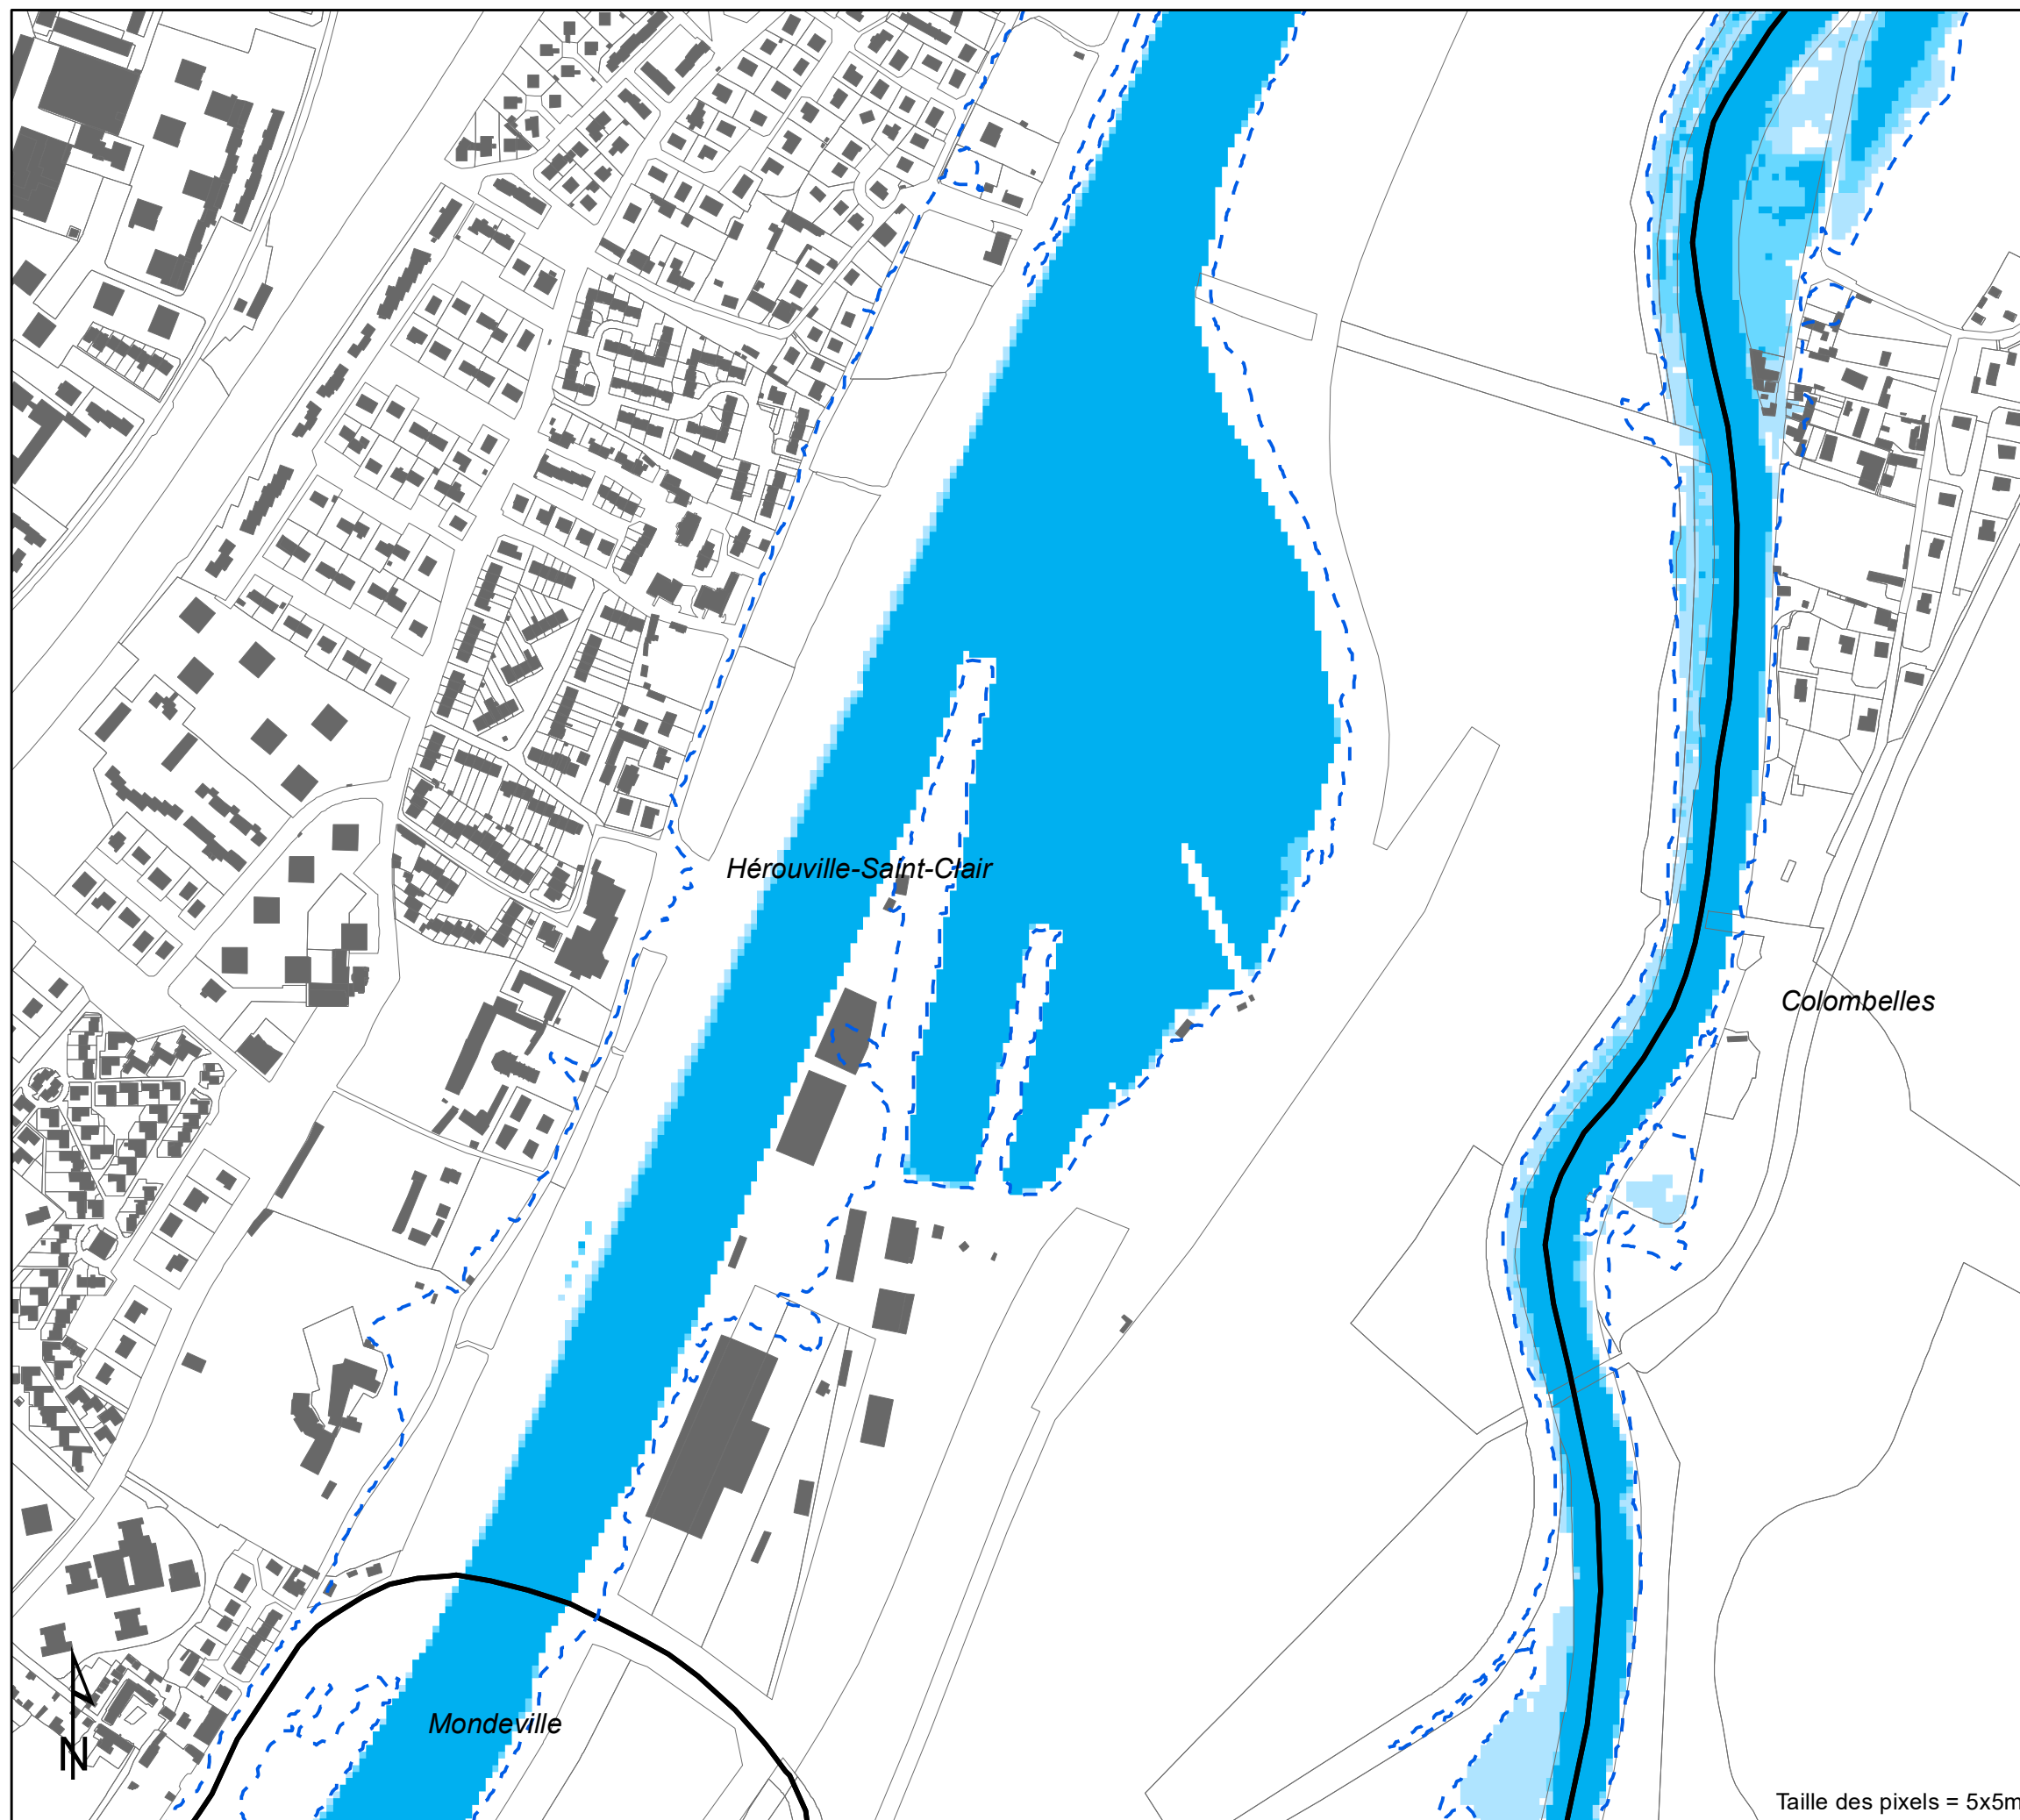 Hérouville-Saint-Clair
Colombelles
Mondeville
N
Taille des pixels = 5x5m